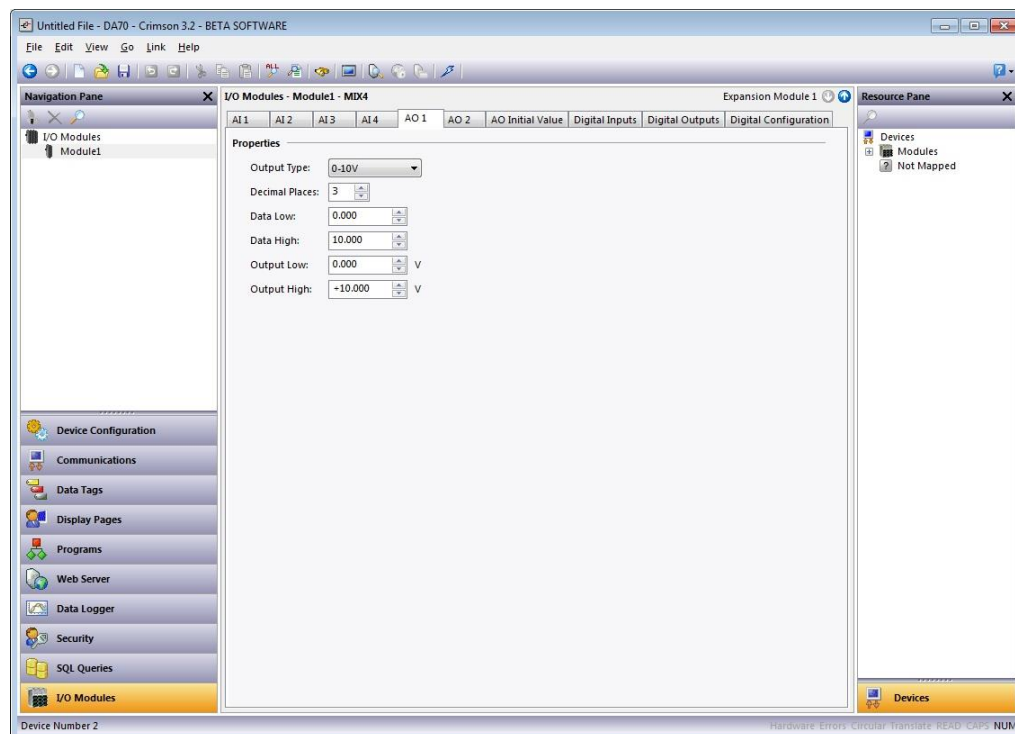 Untitled File - DA70 - Crimson 3.2 - BETA SOFTWARE
File Edit View Go Link Help
ALL
Navigation Pane
I/O Modules - Module1 - MIX4
Expansion Module 1
Resource Pane
AI 1 AI 2 AI 3 AI 4 AO 1 AO 2 AO Initial Value Digital Inputs Digital Outputs Digital Configuration
I/O Modules
Module1
Devices
Modules
Not Mapped
Properties
Output Type: 0-10V
Decimal Places: 3
Data Low: 0.000
Data High: 10.000
Output Low: 0.000 V
Output High: +10.000 V
Device Configuration
Communications
Data Tags
Display Pages
Programs
Web Server
Data Logger
Security
SQL Queries
I/O Modules
Devices
Device Number 2
Hardware Errors Circular Translate READ CAPS NUM